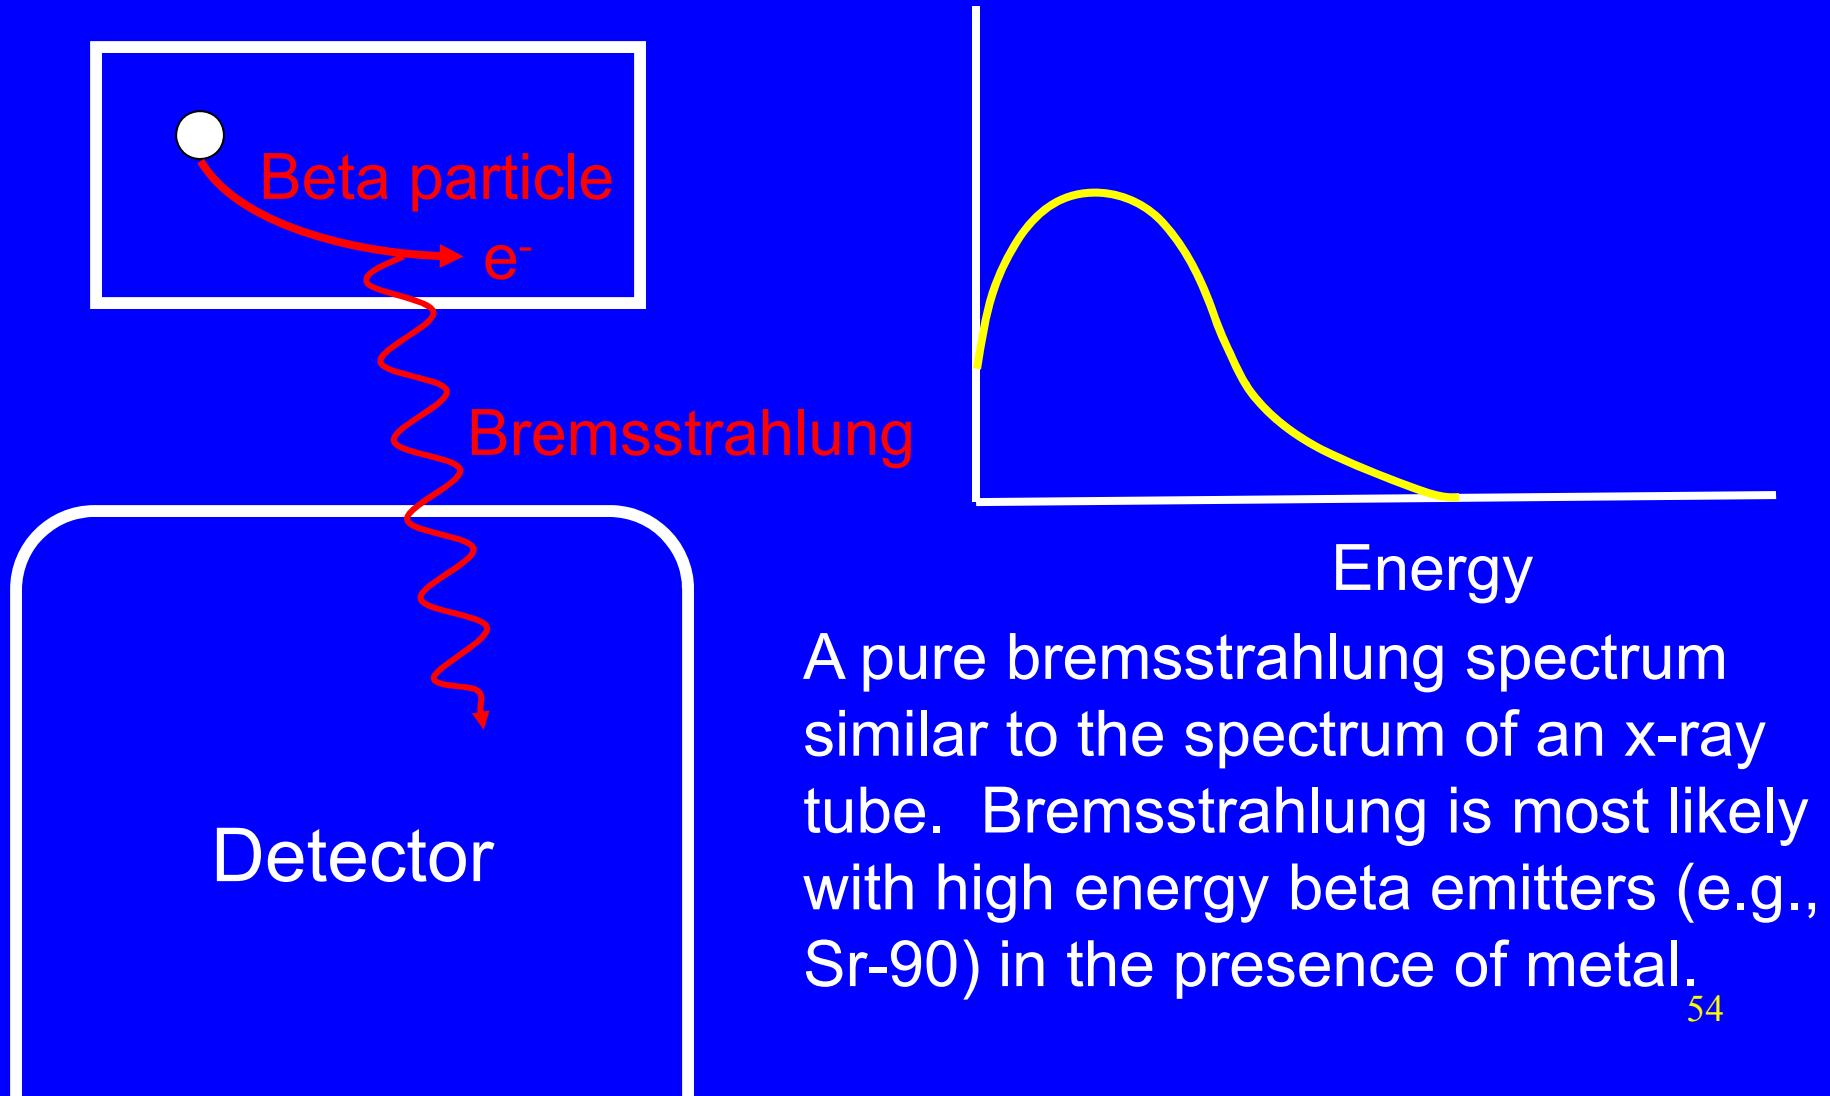 Beta particle
e-
Bremsstrahlung
Detector
Energy
A pure bremsstrahlung spectrum
similar to the spectrum of an x-ray
tube.  Bremsstrahlung is most likely
with high energy beta emitters (e.g.,
Sr-90) in the presence of metal.
54